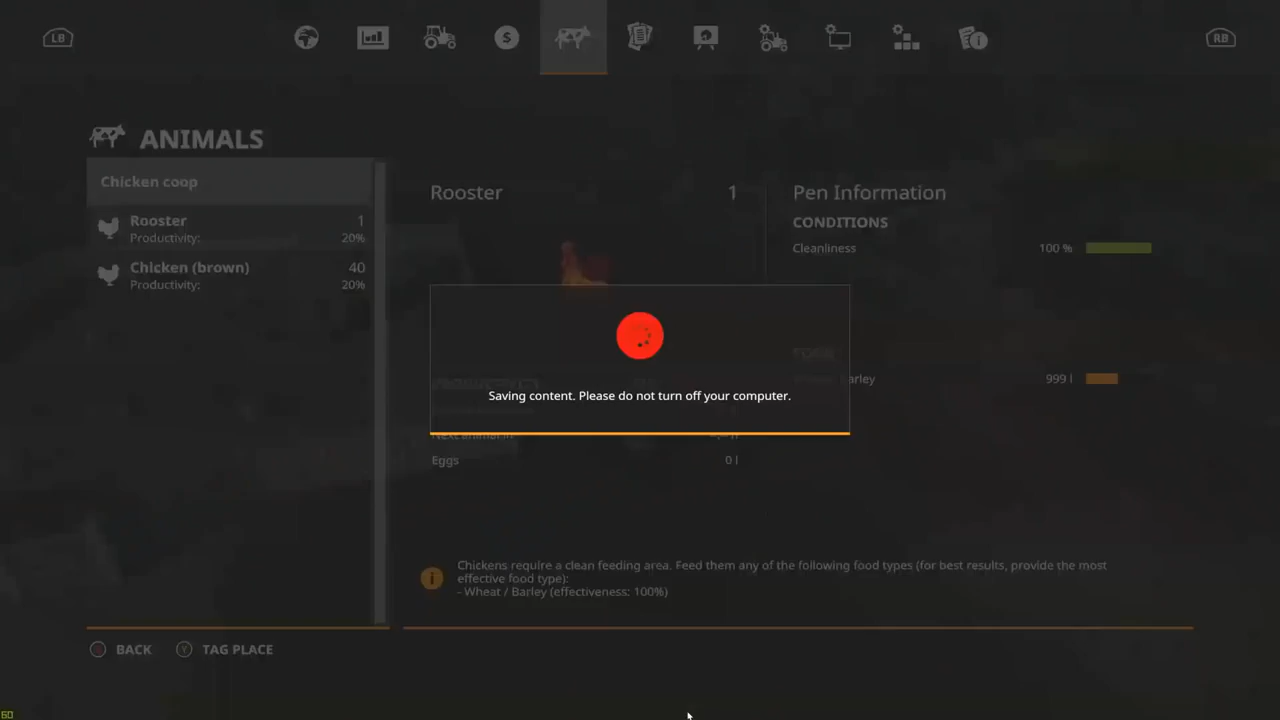 LB
$
RB
ANIMALS
Chicken coop
Rooster 1
Productivity: 20%
Chicken (brown) 40
Productivity: 20%
Rooster 1
Pen Information
CONDITIONS
Cleanliness 100 %
Saving content. Please do not turn off your computer.
999 l
Eggs 0 l
Chickens require a clean feeding area. Feed them any of the following food types (for best results, provide the most
effective food type):
- Wheat / Barley (effectiveness: 100%)
BACK
Y TAG PLACE
60